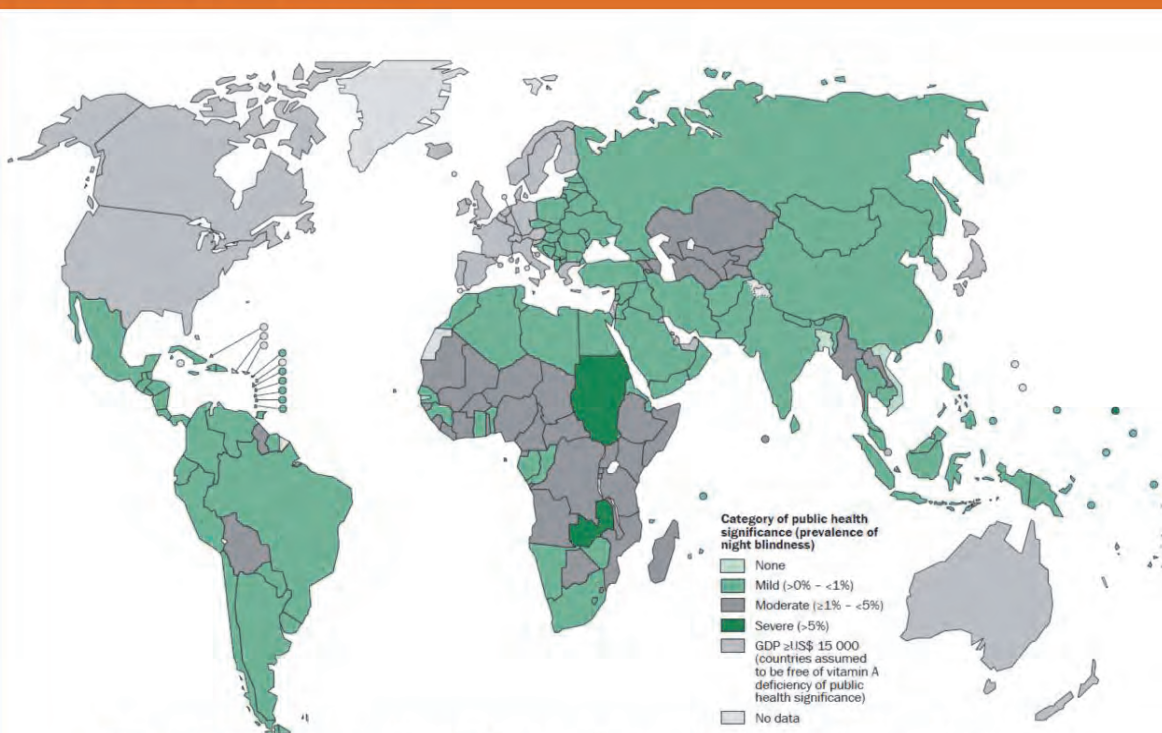 Category of public health
significance (prevalence of
night blindness)
None
Mild (>0% – <1%)
Moderate (≥1% – <5%)
Severe (>5%)
GDP ≥US$ 15 000
(countries assumed
to be free of vitamin A
deficiency of public
health significance)
No data